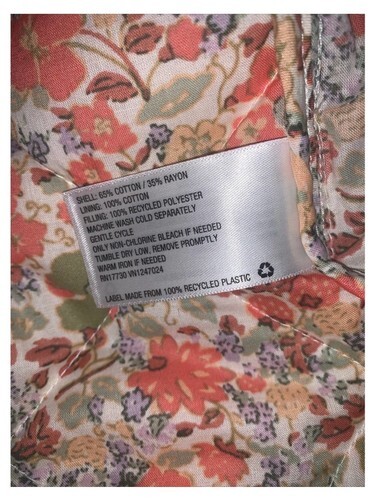 SHELL: 65% COTTON / 35% RAYON
LINING: 100% COTTON
FILLING: 100% RECYCLED POLYESTER
MACHINE WASH COLD SEPARATELY
GENTLE CYCLE
ONLY NON-CHLORINE BLEACH IF NEEDED
TUMBLE DRY LOW, REMOVE PROMPTLY
WARM IRON IF NEEDED
RN17730 VN1247024
LABEL MADE FROM 100% RECYCLED PLASTIC